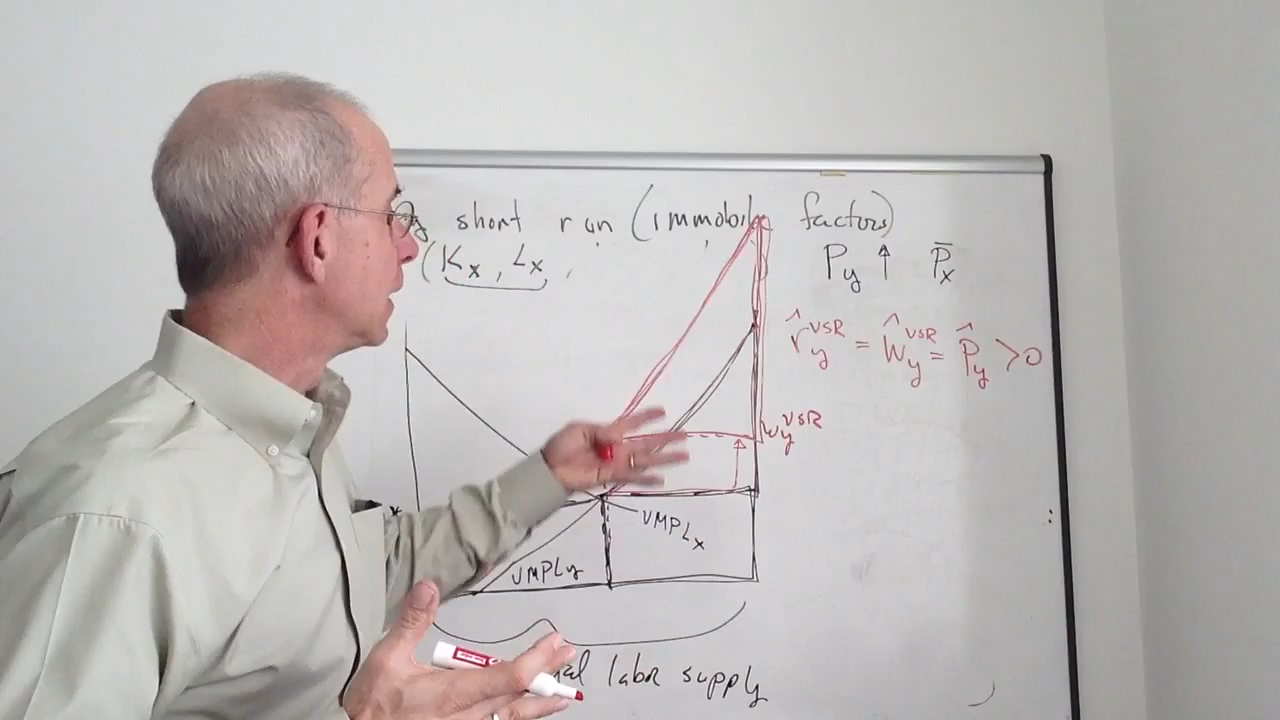 short run (immobile factors)
(Kx, Lx,
Py ↑ P̄x
r̂y^VSR = ŵy^VSR = P̂y > 0
wy^VSR
VMPLx
VMPLy
labor supply